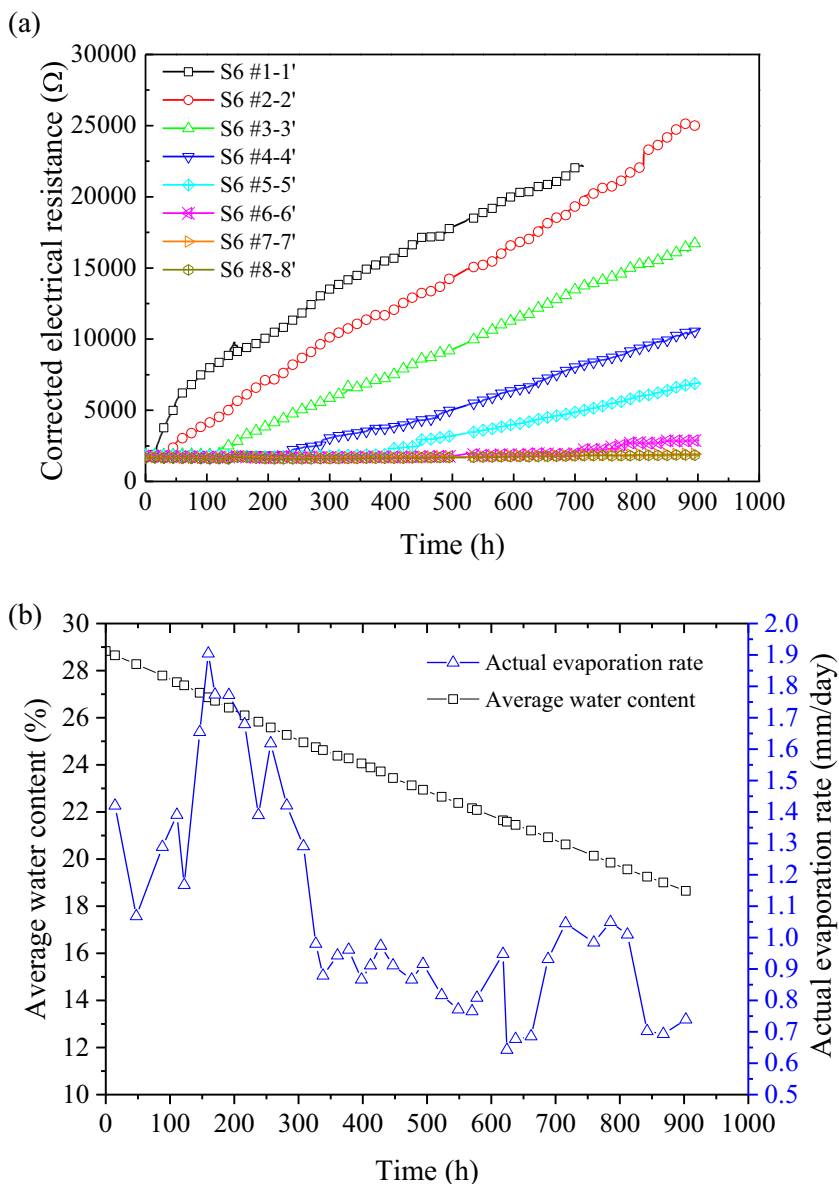 (a)
30000
25000
20000
15000
10000
5000
0
Corrected electrical resistance (Ω)
S6 #1-1'
S6 #2-2'
S6 #3-3'
S6 #4-4'
S6 #5-5'
S6 #6-6'
S6 #7-7'
S6 #8-8'
0 100 200 300 400 500 600 700 800 900 1000
Time (h)
(b)
30
28
26
24
22
20
18
16
14
12
10
Average water content (%)
Actual evaporation rate
Average water content
2.0
1.9
1.8
1.7
1.6
1.5
1.4
1.3
1.2
1.1
1.0
0.9
0.8
0.7
0.6
0.5
Actual evaporation rate (mm/day)
0 100 200 300 400 500 600 700 800 900 1000
Time (h)